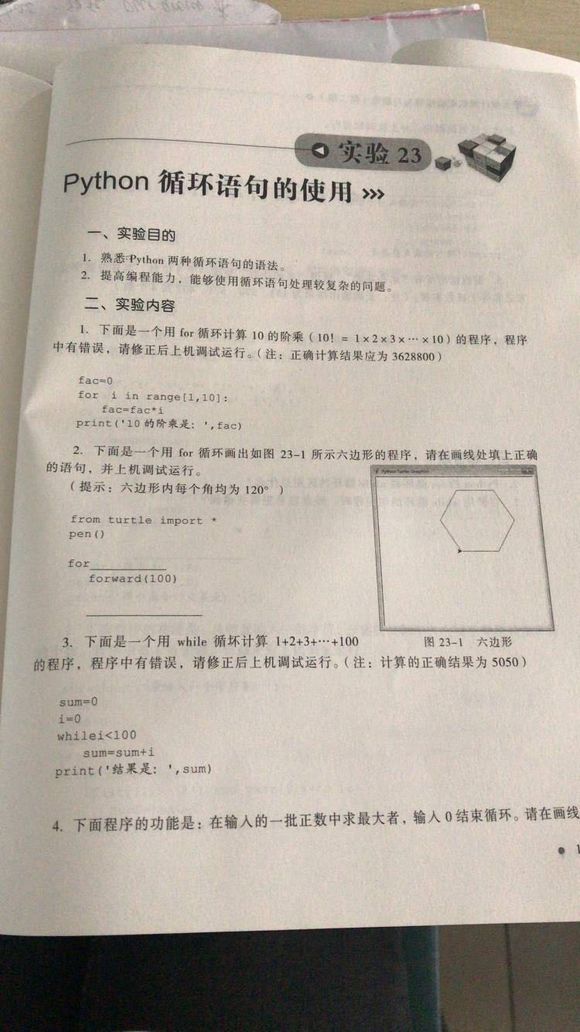 实验 23
Python 循环语句的使用 >>>
一、实验目的
1. 熟悉 Python 两种循环语句的语法。
2. 提高编程能力，能够使用循环语句处理较复杂的问题。
二、实验内容
1. 下面是一个用 for 循环计算 10 的阶乘（10! = 1×2×3×…×10）的程序，程序
中有错误，请修正后上机调试运行。（注：正确计算结果应为 3628800）
fac=0
for i in range[1,10]:
fac=fac*i
print('10 的阶乘是：',fac)
2. 下面是一个用 for 循环画出如图 23-1 所示六边形的程序，请在画线处填上正确
的语句，并上机调试运行。
（提示：六边形内每个角均为 120°）
from turtle import *
pen()
for____________
forward(100)
____________
Python Turtle Graphics
图 23-1 六边形
3. 下面是一个用 while 循坏计算 1+2+3+…+100
的程序，程序中有错误，请修正后上机调试运行。（注：计算的正确结果为 5050）
sum=0
i=0
whilei<100
sum=sum+i
print('结果是：',sum)
4. 下面程序的功能是：在输入的一批正数中求最大者，输入 0 结束循环。请在画线